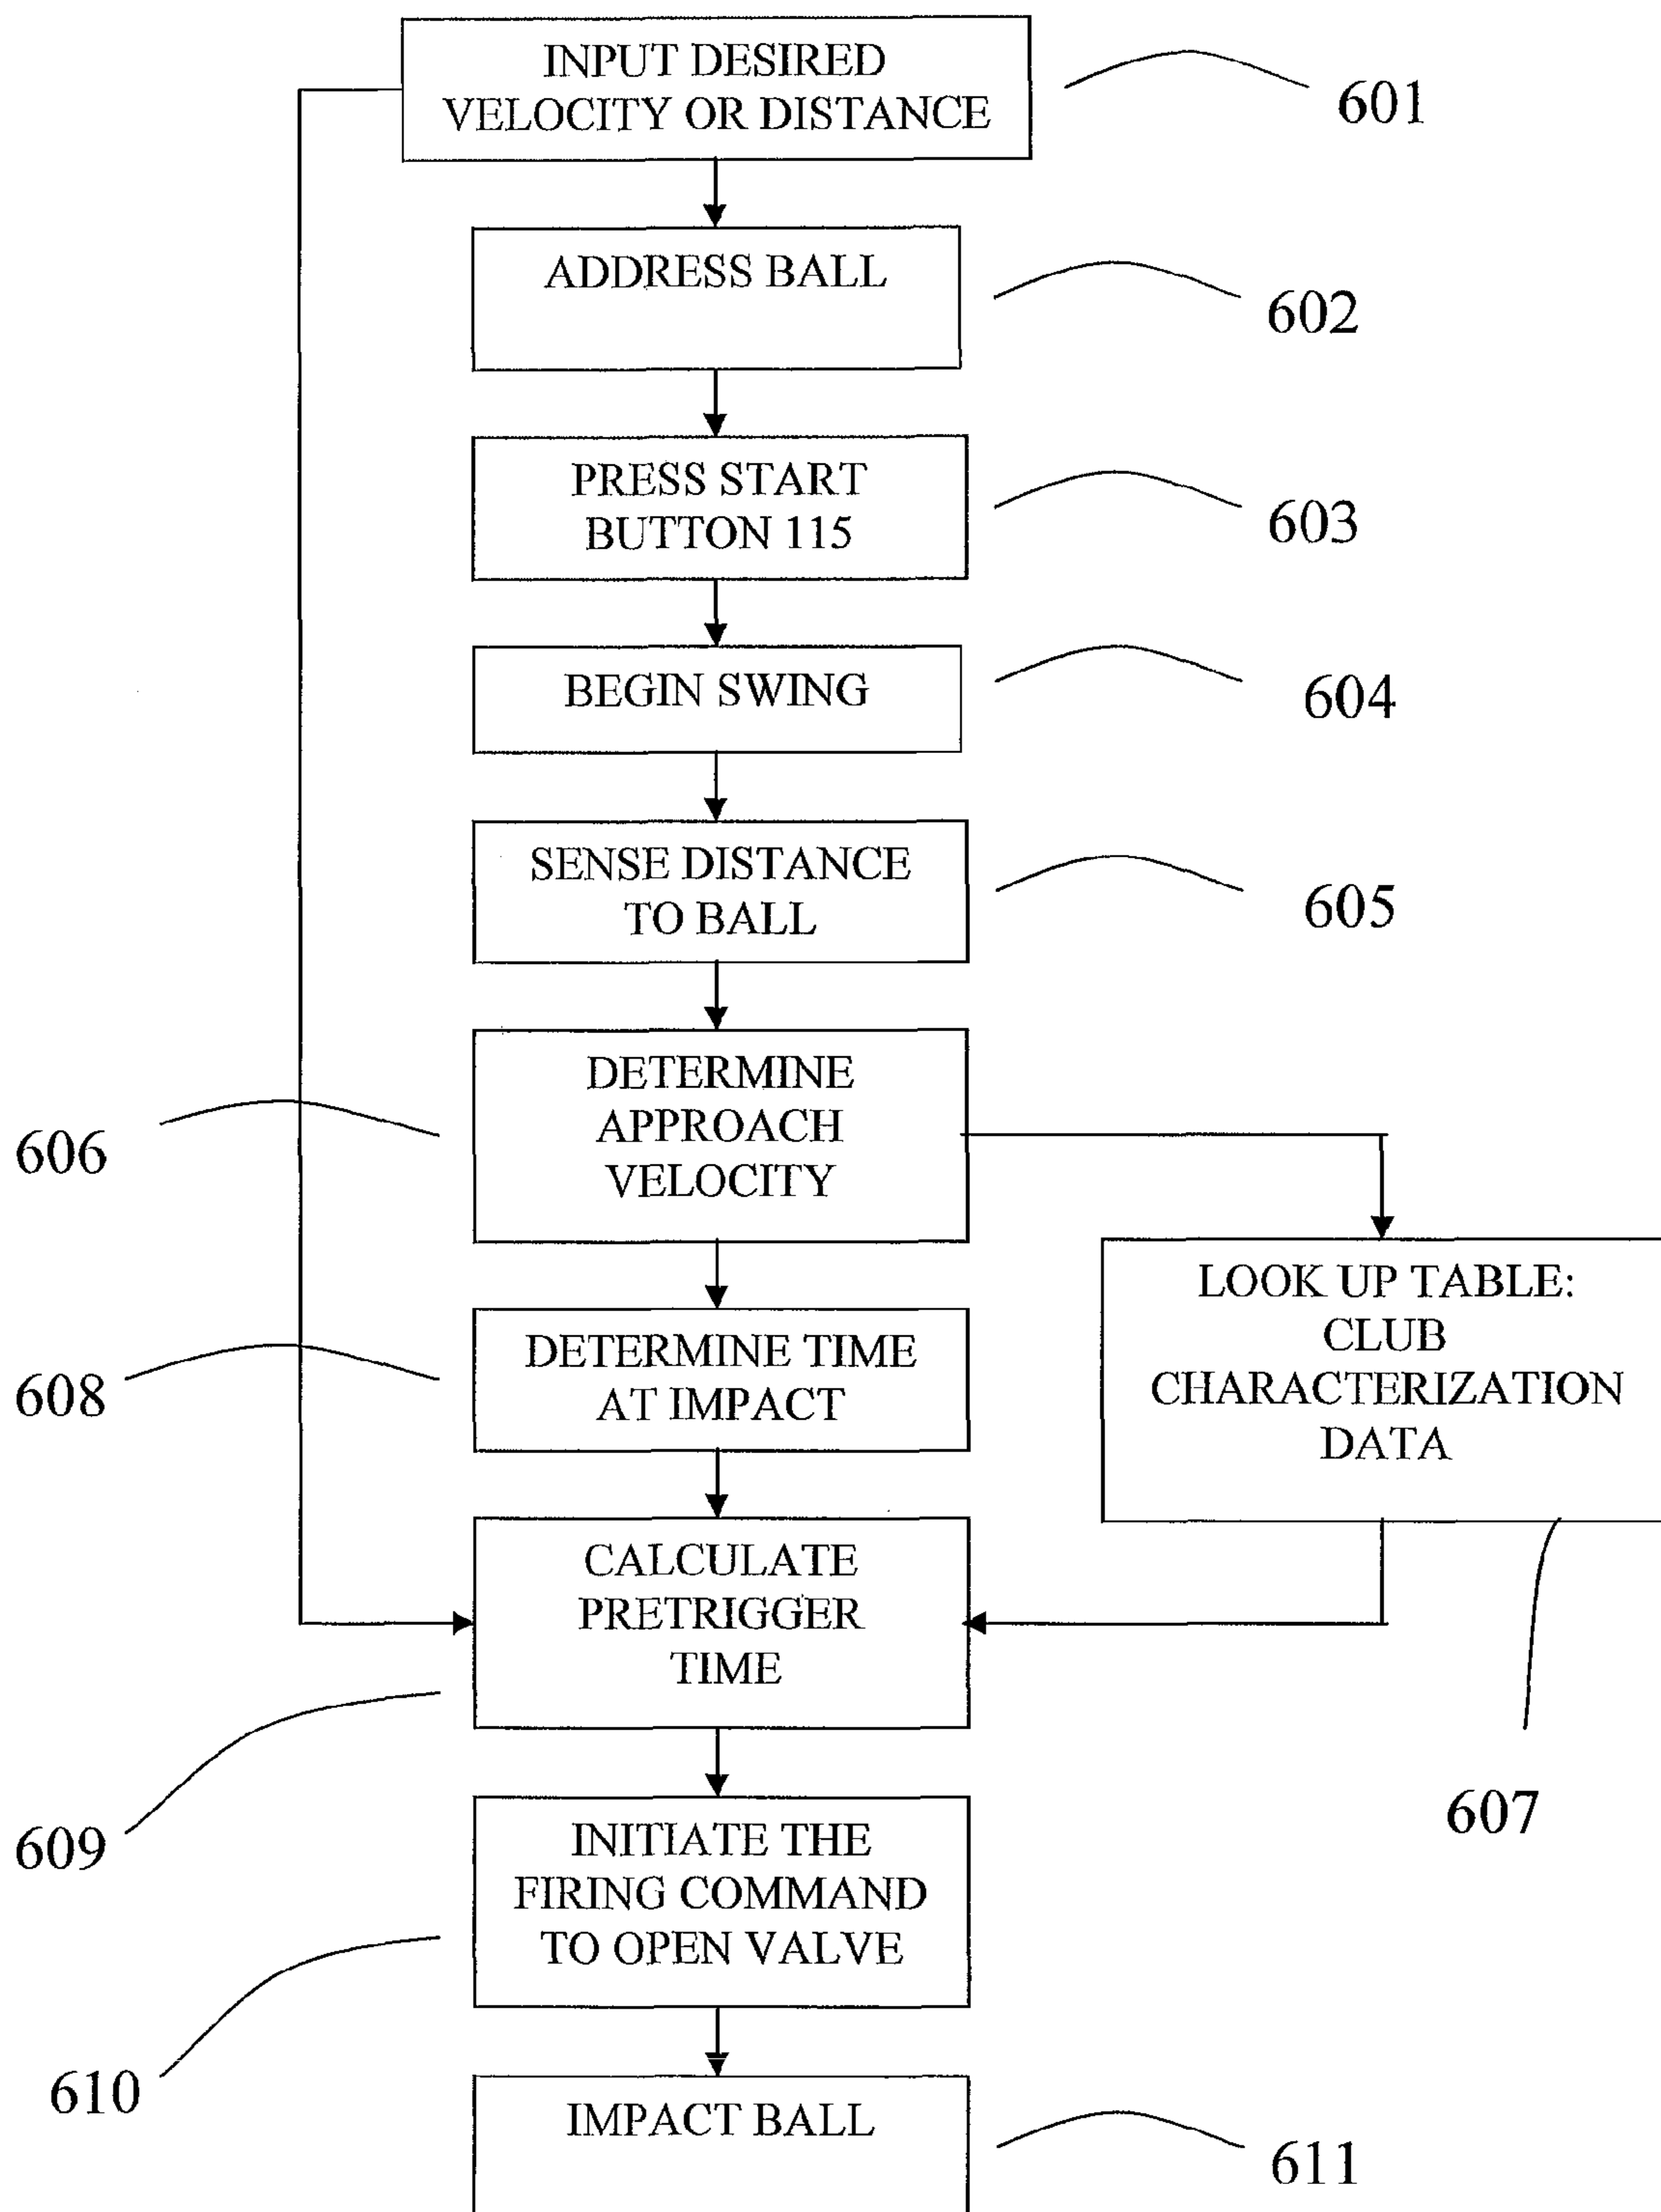 INPUT DESIRED
VELOCITY OR DISTANCE
601
ADDRESS BALL
602
PRESS START
BUTTON 115
603
BEGIN SWING
604
SENSE DISTANCE
TO BALL
605
DETERMINE
APPROACH
VELOCITY
606
LOOK UP TABLE:
CLUB
CHARACTERIZATION
DATA
607
DETERMINE TIME
AT IMPACT
608
CALCULATE
PRETRIGGER
TIME
609
INITIATE THE
FIRING COMMAND
TO OPEN VALVE
610
IMPACT BALL
611